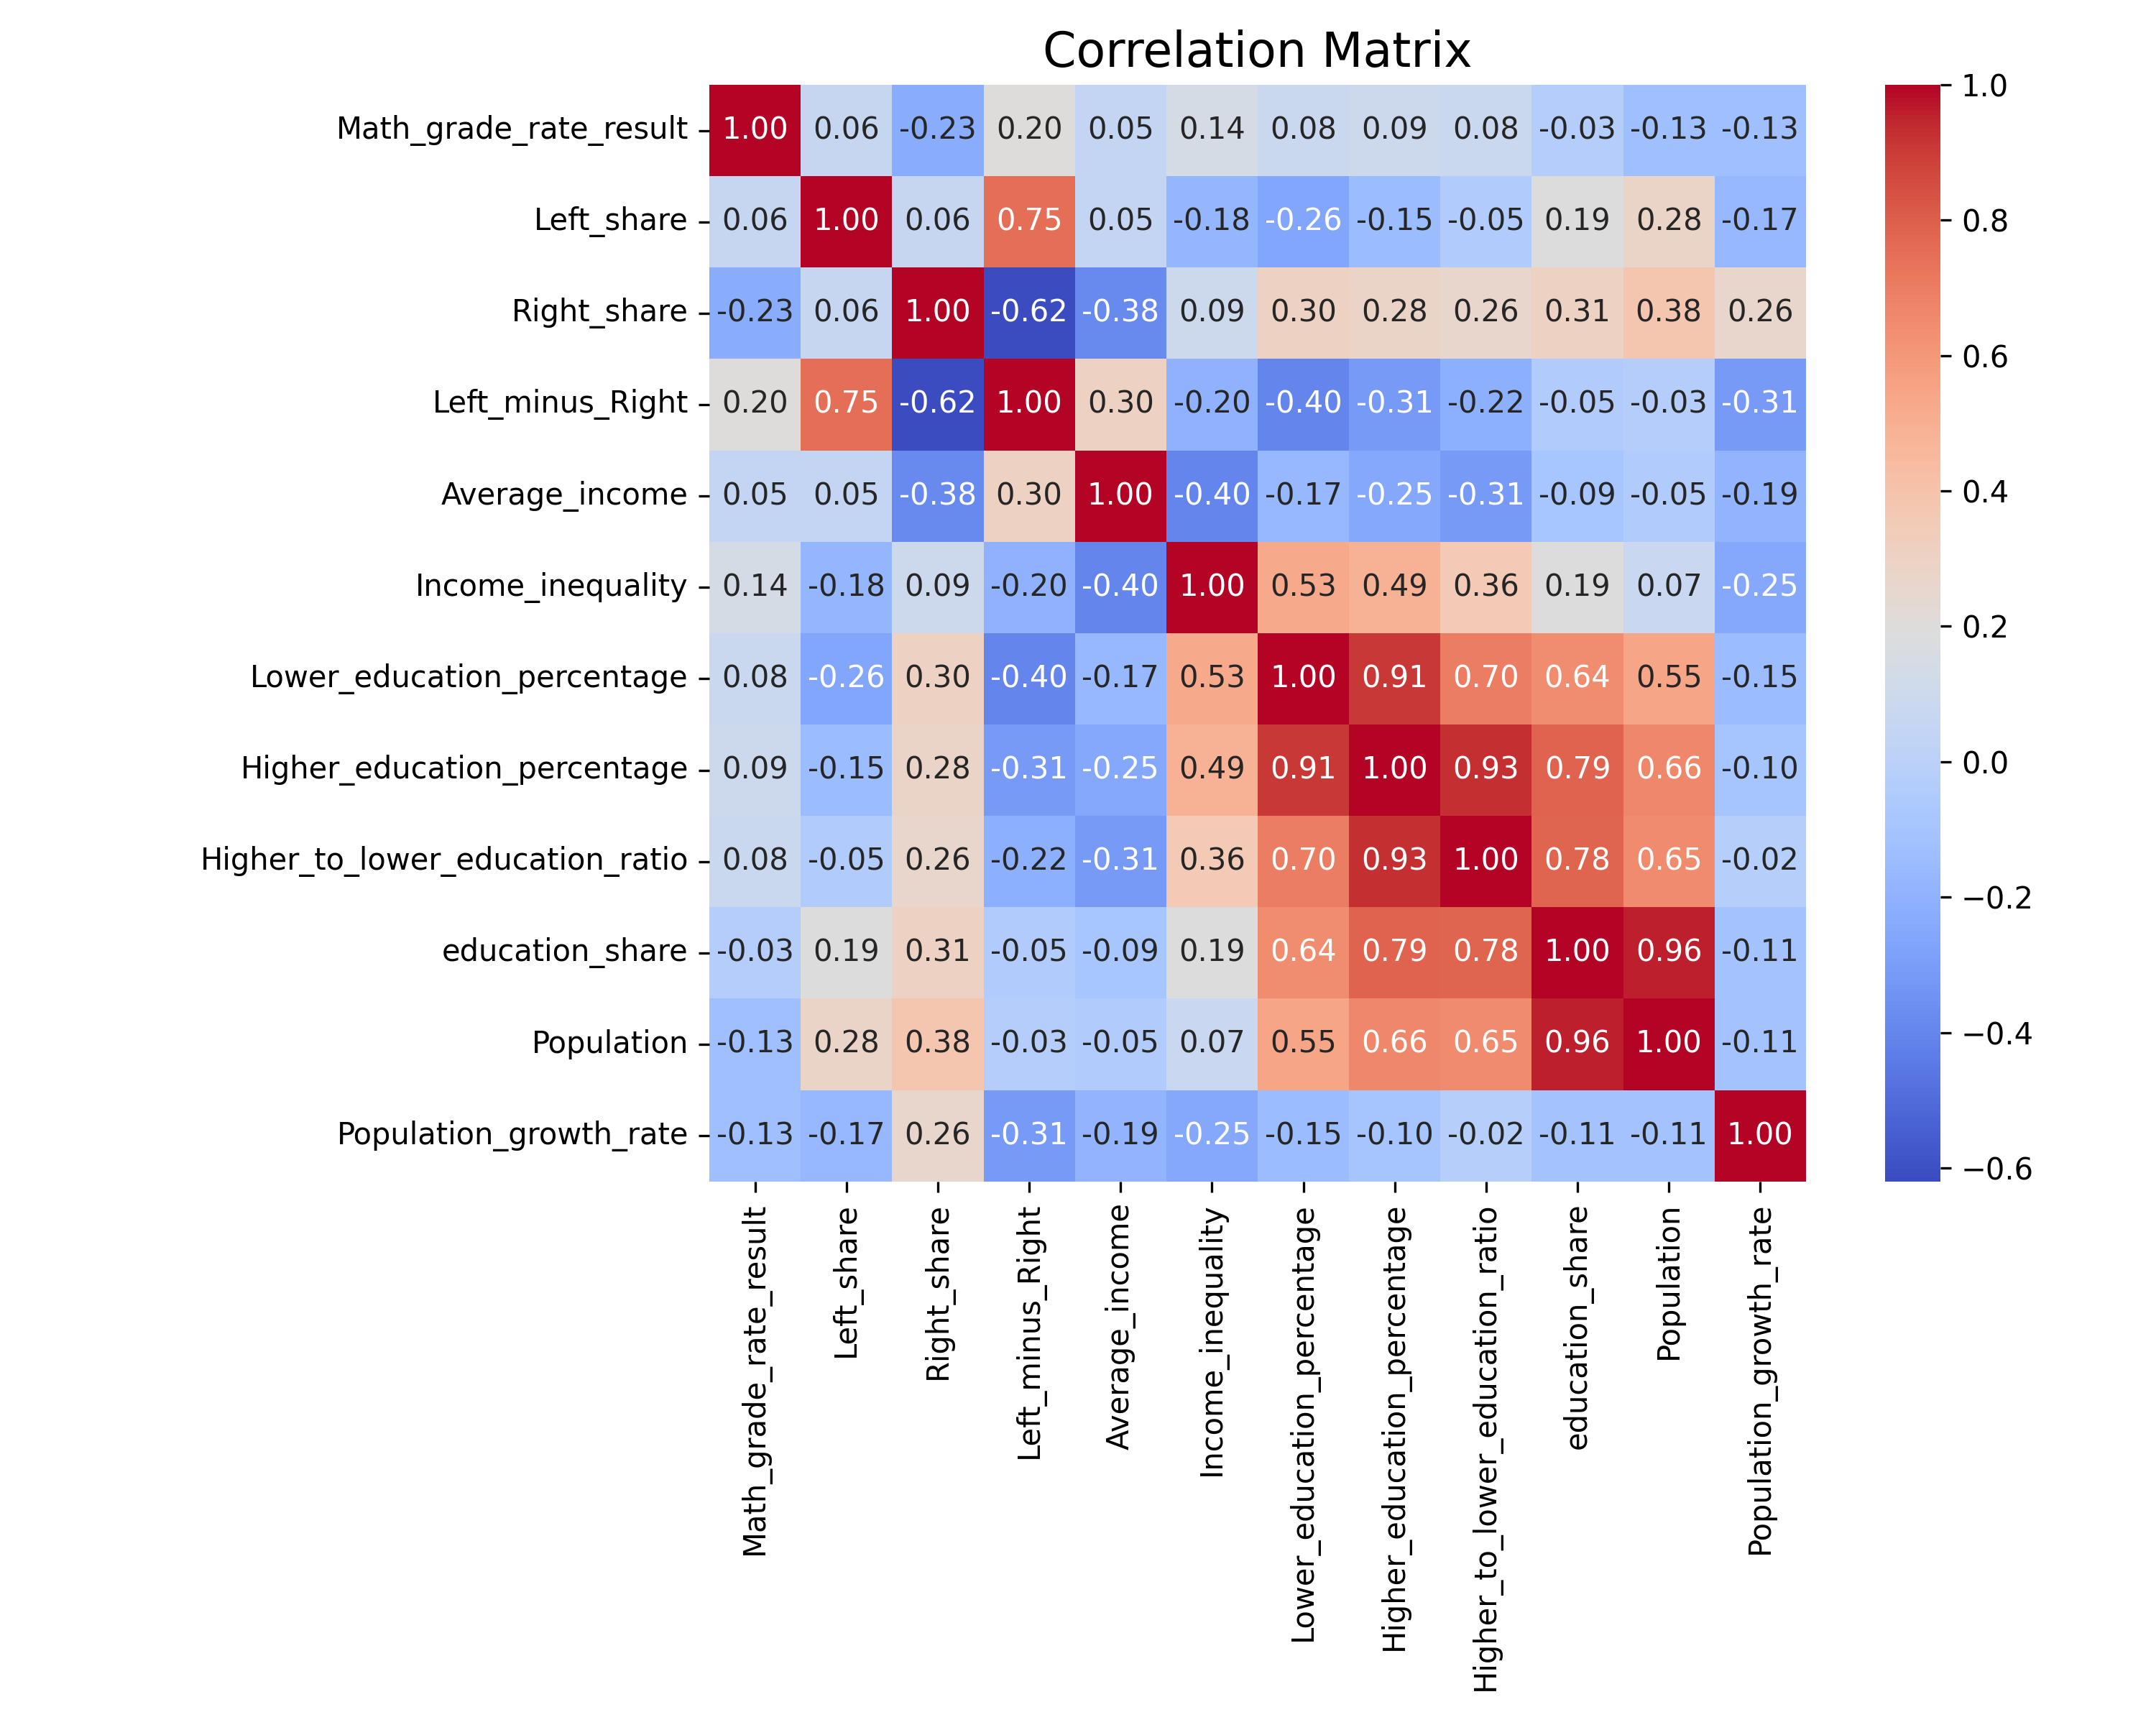 Correlation Matrix
Math_grade_rate_result 1.00 0.06 -0.23 0.20 0.05 0.14 0.08 0.09 0.08 -0.03 -0.13 -0.13
Left_share 0.06 1.00 0.06 0.75 0.05 -0.18 -0.26 -0.15 -0.05 0.19 0.28 -0.17
Right_share -0.23 0.06 1.00 -0.62 -0.38 0.09 0.30 0.28 0.26 0.31 0.38 0.26
Left_minus_Right 0.20 0.75 -0.62 1.00 0.30 -0.20 -0.40 -0.31 -0.22 -0.05 -0.03 -0.31
Average_income 0.05 0.05 -0.38 0.30 1.00 -0.40 -0.17 -0.25 -0.31 -0.09 -0.05 -0.19
Income_inequality 0.14 -0.18 0.09 -0.20 -0.40 1.00 0.53 0.49 0.36 0.19 0.07 -0.25
Lower_education_percentage 0.08 -0.26 0.30 -0.40 -0.17 0.53 1.00 0.91 0.70 0.64 0.55 -0.15
Higher_education_percentage 0.09 -0.15 0.28 -0.31 -0.25 0.49 0.91 1.00 0.93 0.79 0.66 -0.10
Higher_to_lower_education_ratio 0.08 -0.05 0.26 -0.22 -0.31 0.36 0.70 0.93 1.00 0.78 0.65 -0.02
education_share -0.03 0.19 0.31 -0.05 -0.09 0.19 0.64 0.79 0.78 1.00 0.96 -0.11
Population -0.13 0.28 0.38 -0.03 -0.05 0.07 0.55 0.66 0.65 0.96 1.00 -0.11
Population_growth_rate -0.13 -0.17 0.26 -0.31 -0.19 -0.25 -0.15 -0.10 -0.02 -0.11 -0.11 1.00
Math_grade_rate_result
Left_share
Right_share
Left_minus_Right
Average_income
Income_inequality
Lower_education_percentage
Higher_education_percentage
Higher_to_lower_education_ratio
education_share
Population
Population_growth_rate
1.0
0.8
0.6
0.4
0.2
0.0
−0.2
−0.4
−0.6